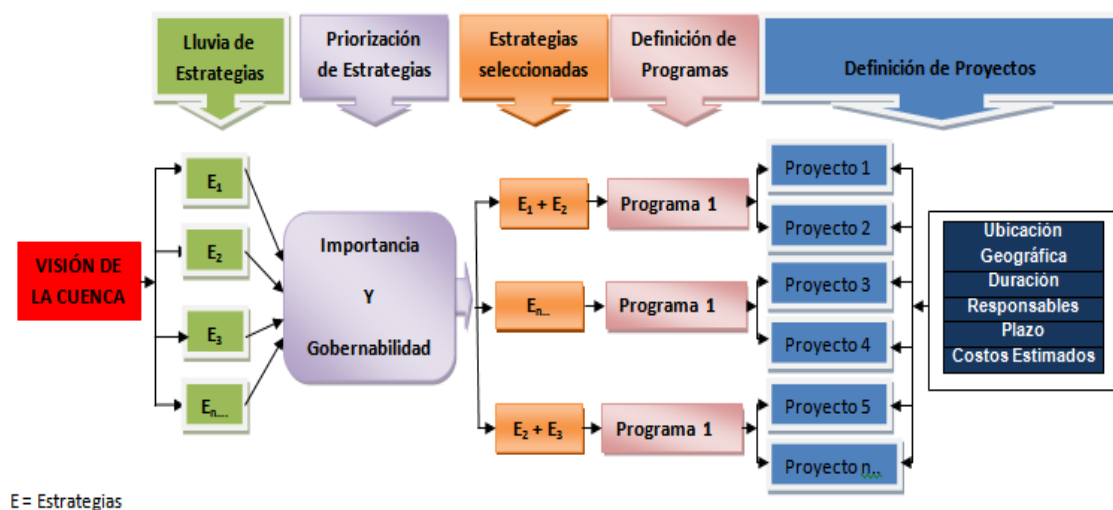 Lluvia de
Estrategias
Priorización
de Estrategias
Estrategias
seleccionadas
Definición de
Programas
Definición de Proyectos
VISIÓN DE
LA CUENCA
E1
E2
E3
En....
Importancia
Y
Gobernabilidad
E1 + E2
En...
E2 + E3
Programa 1
Programa 1
Programa 1
Proyecto 1
Proyecto 2
Proyecto 3
Proyecto 4
Proyecto 5
Proyecto n..
Ubicación
Geográfica
Duración
Responsables
Plazo
Costos Estimados
E = Estrategias